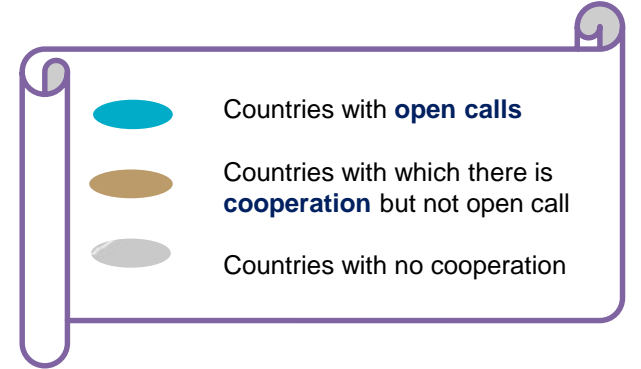 Countries with open calls
Countries with which there is
cooperation but not open call
Countries with no cooperation